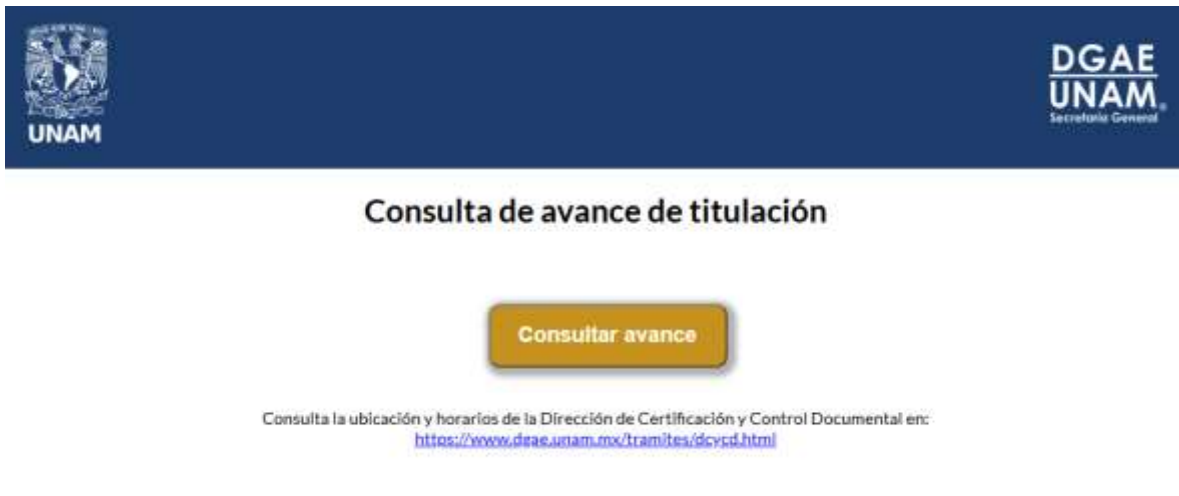 UNAM
DGAE
UNAM
Secretaría General
Consulta de avance de titulación
Consultar avance
Consulta la ubicación y horarios de la Dirección de Certificación y Control Documental en:
https://www.dgae.unam.mx/tramites/dcycd.html